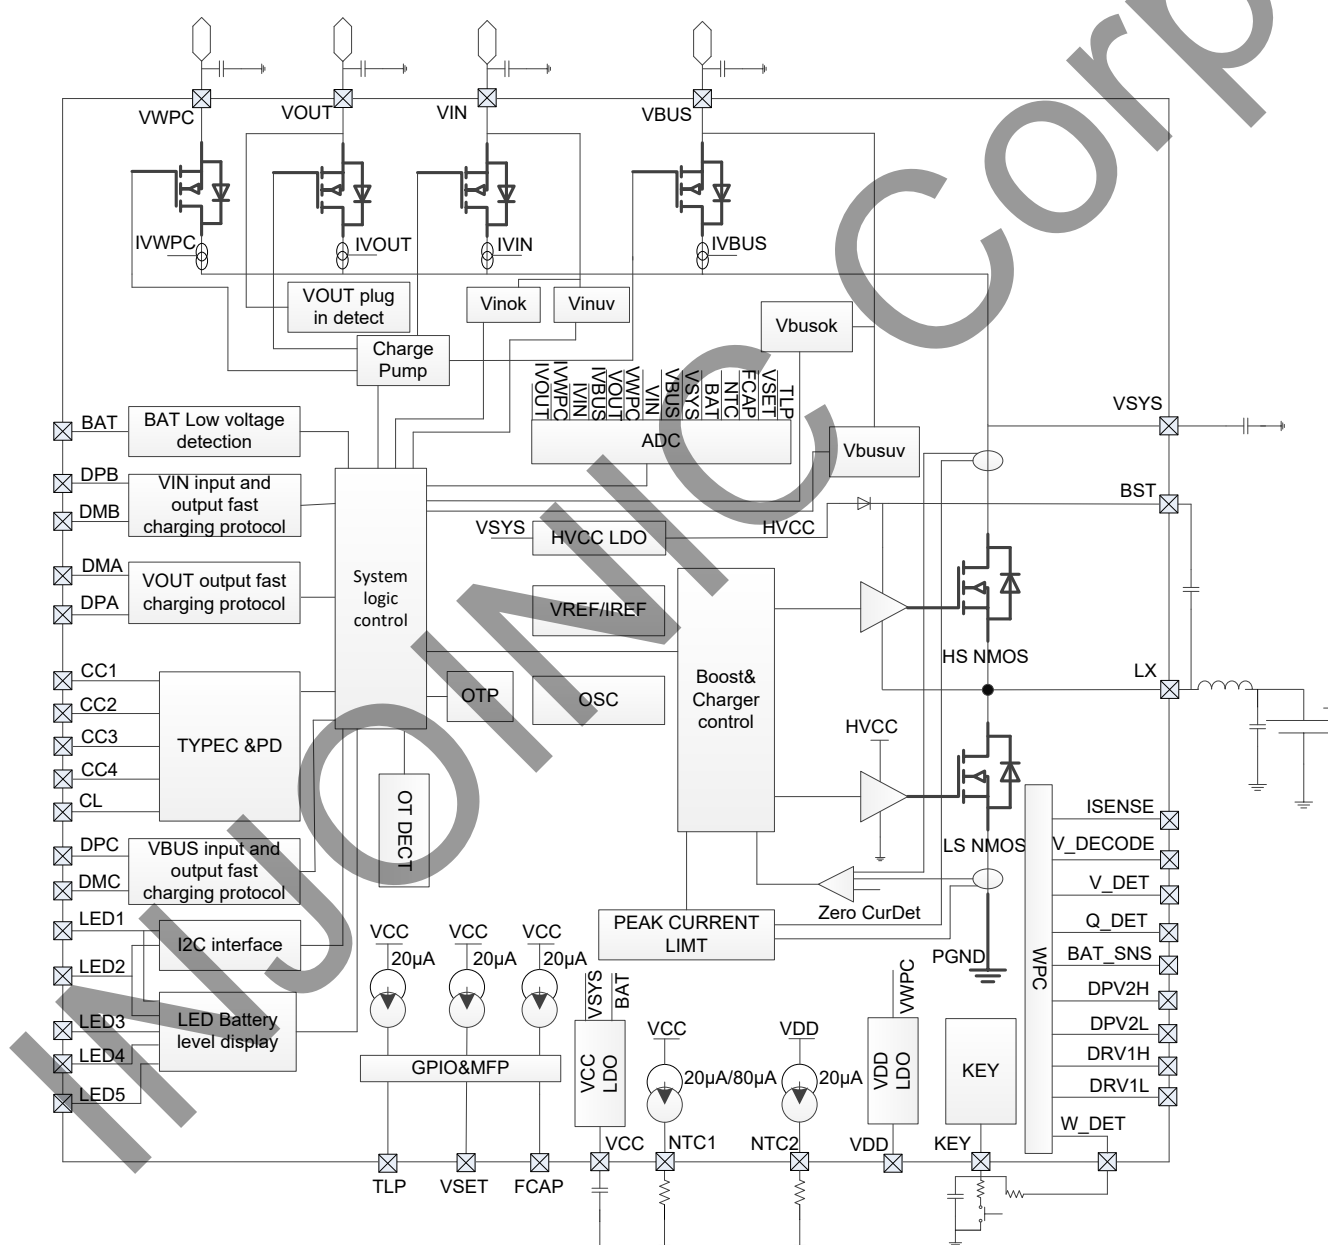 VWPC
VOUT
VIN
VBUS
IVWPC
IVOUT
IVIN
IVBUS
VOUT plug
in detect
Vinok
Vinuv
Vbusok
Charge
Pump
IVOUT
IVWPC
IVIN
IVBUS
VOUT
VWPC
VIN
VBUS
VSYS
BAT
NTC
FCAP
VSET
TLP
ADC
Vbusuv
VSYS
BAT
BAT Low voltage
detection
DPB
DMB
VIN input and
output fast
charging protocol
BST
VSYS
HVCC LDO
HVCC
DMA
DPA
VOUT output fast
charging protocol
System
logic
control
VREF/IREF
Boost&
Charger
control
HS NMOS
LX
CC1
CC2
CC3
CC4
CL
TYPEC &PD
OTP
OSC
HVCC
OT DECT
LS NMOS
DPC
DMC
VBUS input and
output fast
charging protocol
Zero CurDet
PEAK CURRENT
LIMT
PGND
LED1
LED2
LED3
LED4
LED5
I2C interface
LED Battery
level display
VCC
20μA
VCC
20μA
VCC
20μA
GPIO&MFP
VSYS
BAT
VCC
LDO
VCC
20μA/80μA
VDD
20μA
VWPC
VDD
LDO
KEY
WPC
ISENSE
V_DECODE
V_DET
Q_DET
BAT_SNS
DPV2H
DPV2L
DRV1H
DRV1L
W_DET
TLP
VSET
FCAP
VCC
NTC1
NTC2
VDD
KEY
INJOINIC Corp